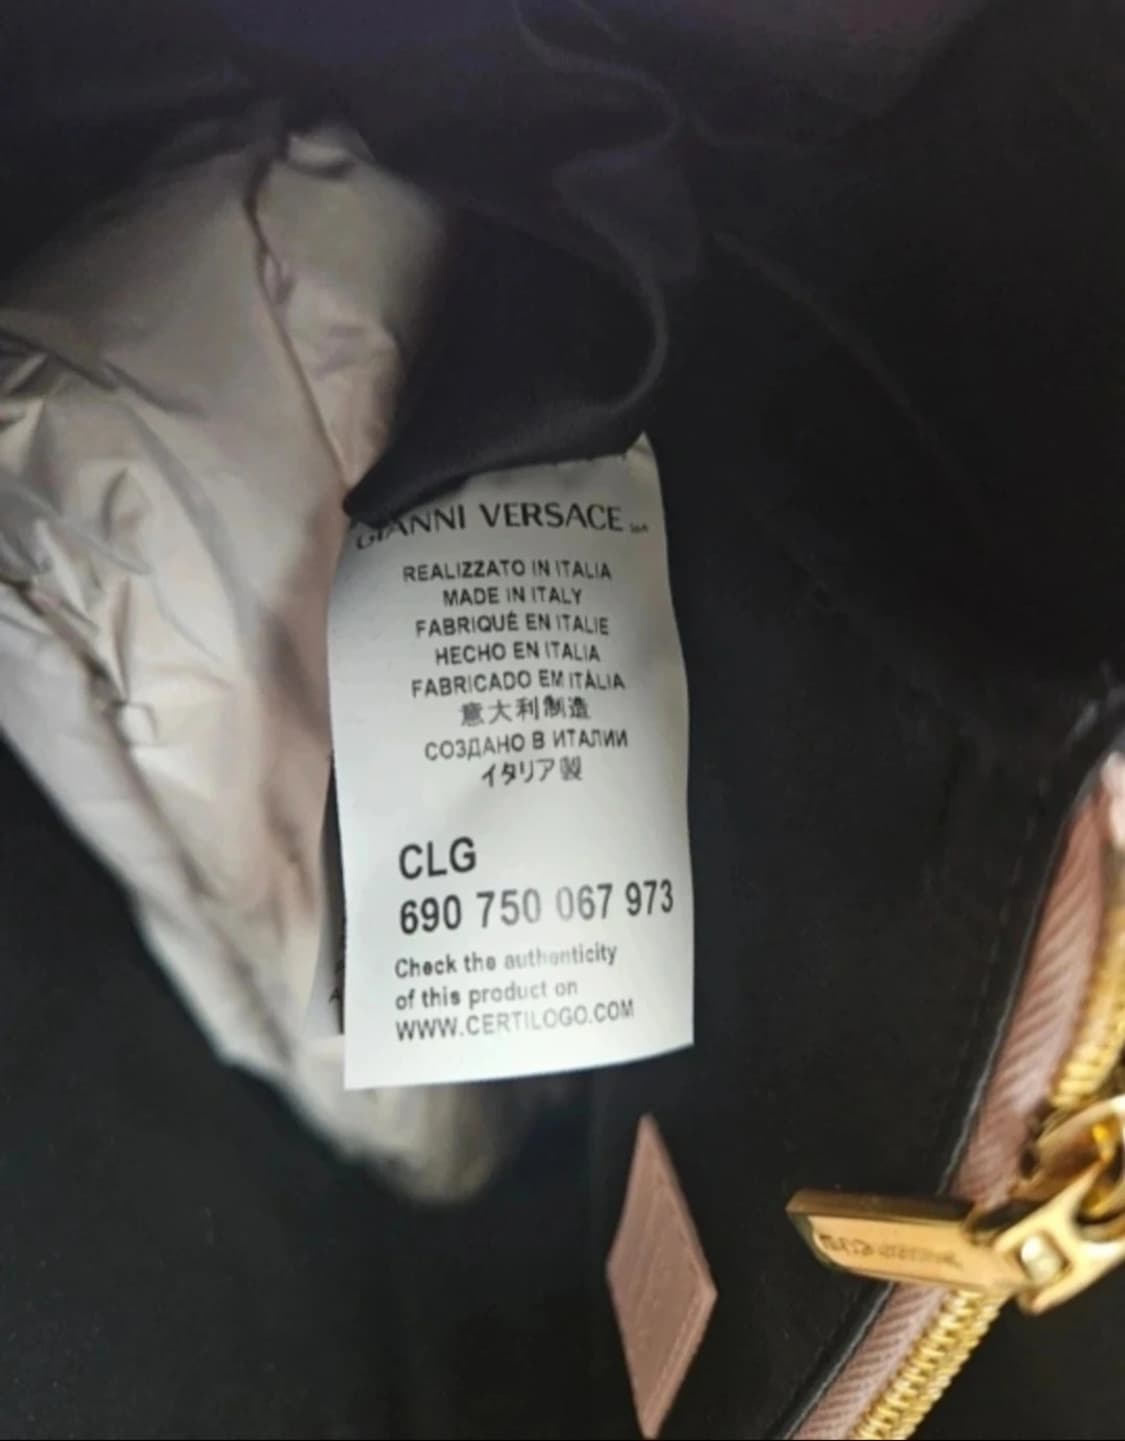 GIANNI VERSACE
REALIZZATO IN ITALIA
MADE IN ITALY
FABRIQUÉ EN ITALIE
HECHO EN ITALIA
FABRICADO EM ITÁLIA
意大利制造
СОЗДАНО В ИТАЛИИ
イタリア製
CLG
690 750 067 973
Check the authenticity
of this product on
WWW.CERTILOGO.COM